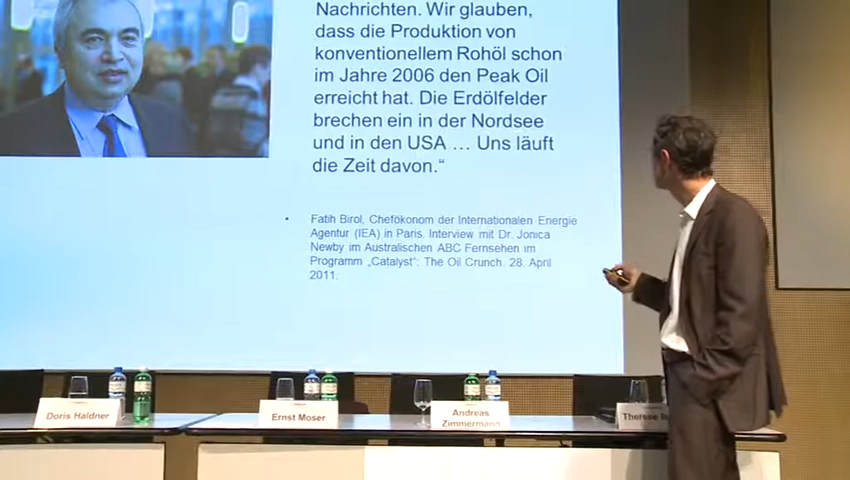 Nachrichten. Wir glauben,
dass die Produktion von
konventionellem Rohöl schon
im Jahre 2006 den Peak Oil
erreicht hat. Die Erdölfelder
brechen ein in der Nordsee
und in den USA … Uns läuft
die Zeit davon.“
• Fatih Birol, Chefökonom der Internationalen Energie
Agentur (IEA) in Paris. Interview mit Dr. Jonica
Newby im Australischen ABC Fernsehen im
Programm „Catalyst“: The Oil Crunch. 28. April
2011.
Doris Haldner
Ernst Moser
Andreas
Zimmermann
Therese